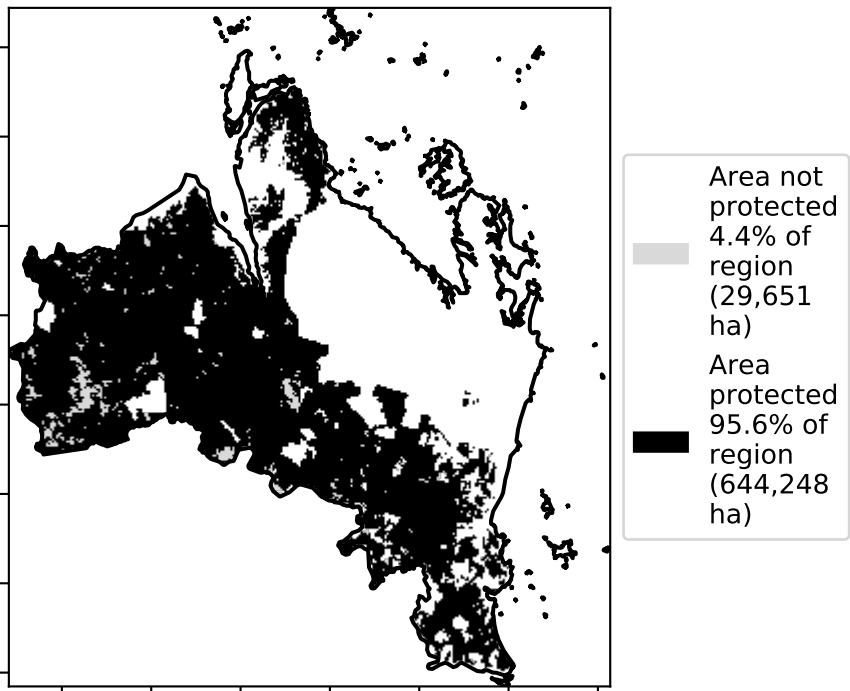 Area not
protected
4.4% of
region
(29,651
ha)
Area
protected
95.6% of
region
(644,248
ha)